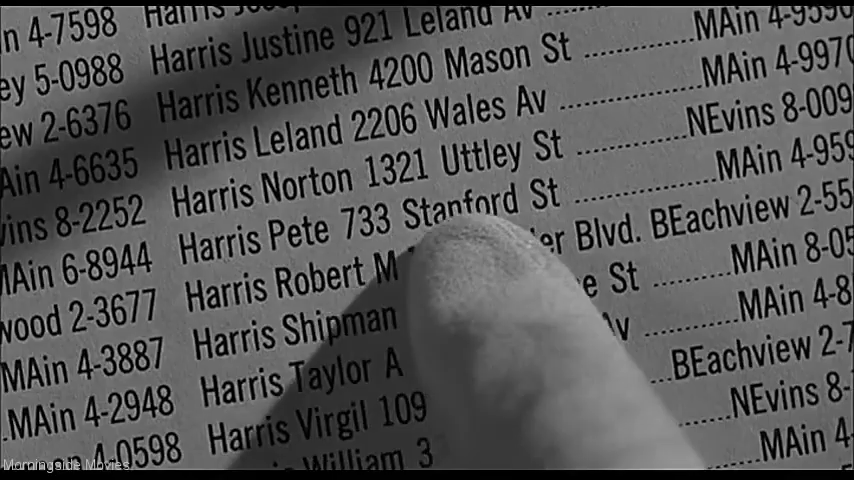 n 4-7598
ey 5-0988
ew 2-6376
Ain 4-6635
vins 8-2252
MAin 6-8944
wood 2-3677
MAin 4-3887
MAin 4-2948
4-0598
Harris
Harris Justine 921 Leland Av
Harris Kenneth 4200 Mason St ............ MAin 4-9590
Harris Leland 2206 Wales Av ............ MAin 4-9970
Harris Norton 1321 Uttley St ............ NEvins 8-009
Harris Pete 733 Stanford St ............ MAin 4-959
Harris Robert M er Blvd. BEachview 2-55
Harris Shipman e St ............ MAin 8-05
Harris Taylor A Av ............ MAin 4-8
Harris Virgil 109 ... BEachview 2-7
William 3 ............ NEvins 8-
MAin 4-
Morningside Movies